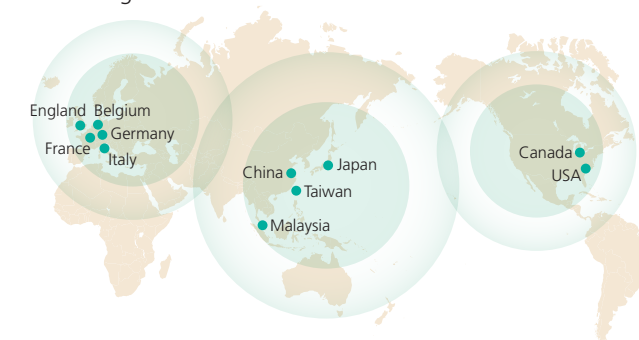 England Belgium
Germany
France
Italy
China
Japan
Taiwan
Malaysia
Canada
USA